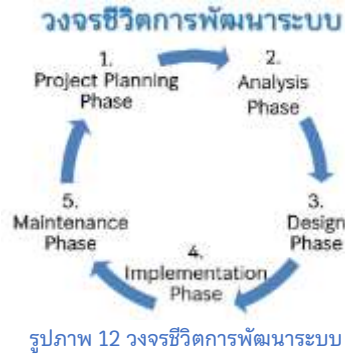 วงจรชีวิตการพัฒนาระบบ
1.
Project Planning
Phase
2.
Analysis
Phase
3.
Design
Phase
4.
Implementation
Phase
5.
Maintenance
Phase
รูปภาพ 12 วงจรชีวิตการพัฒนาระบบ